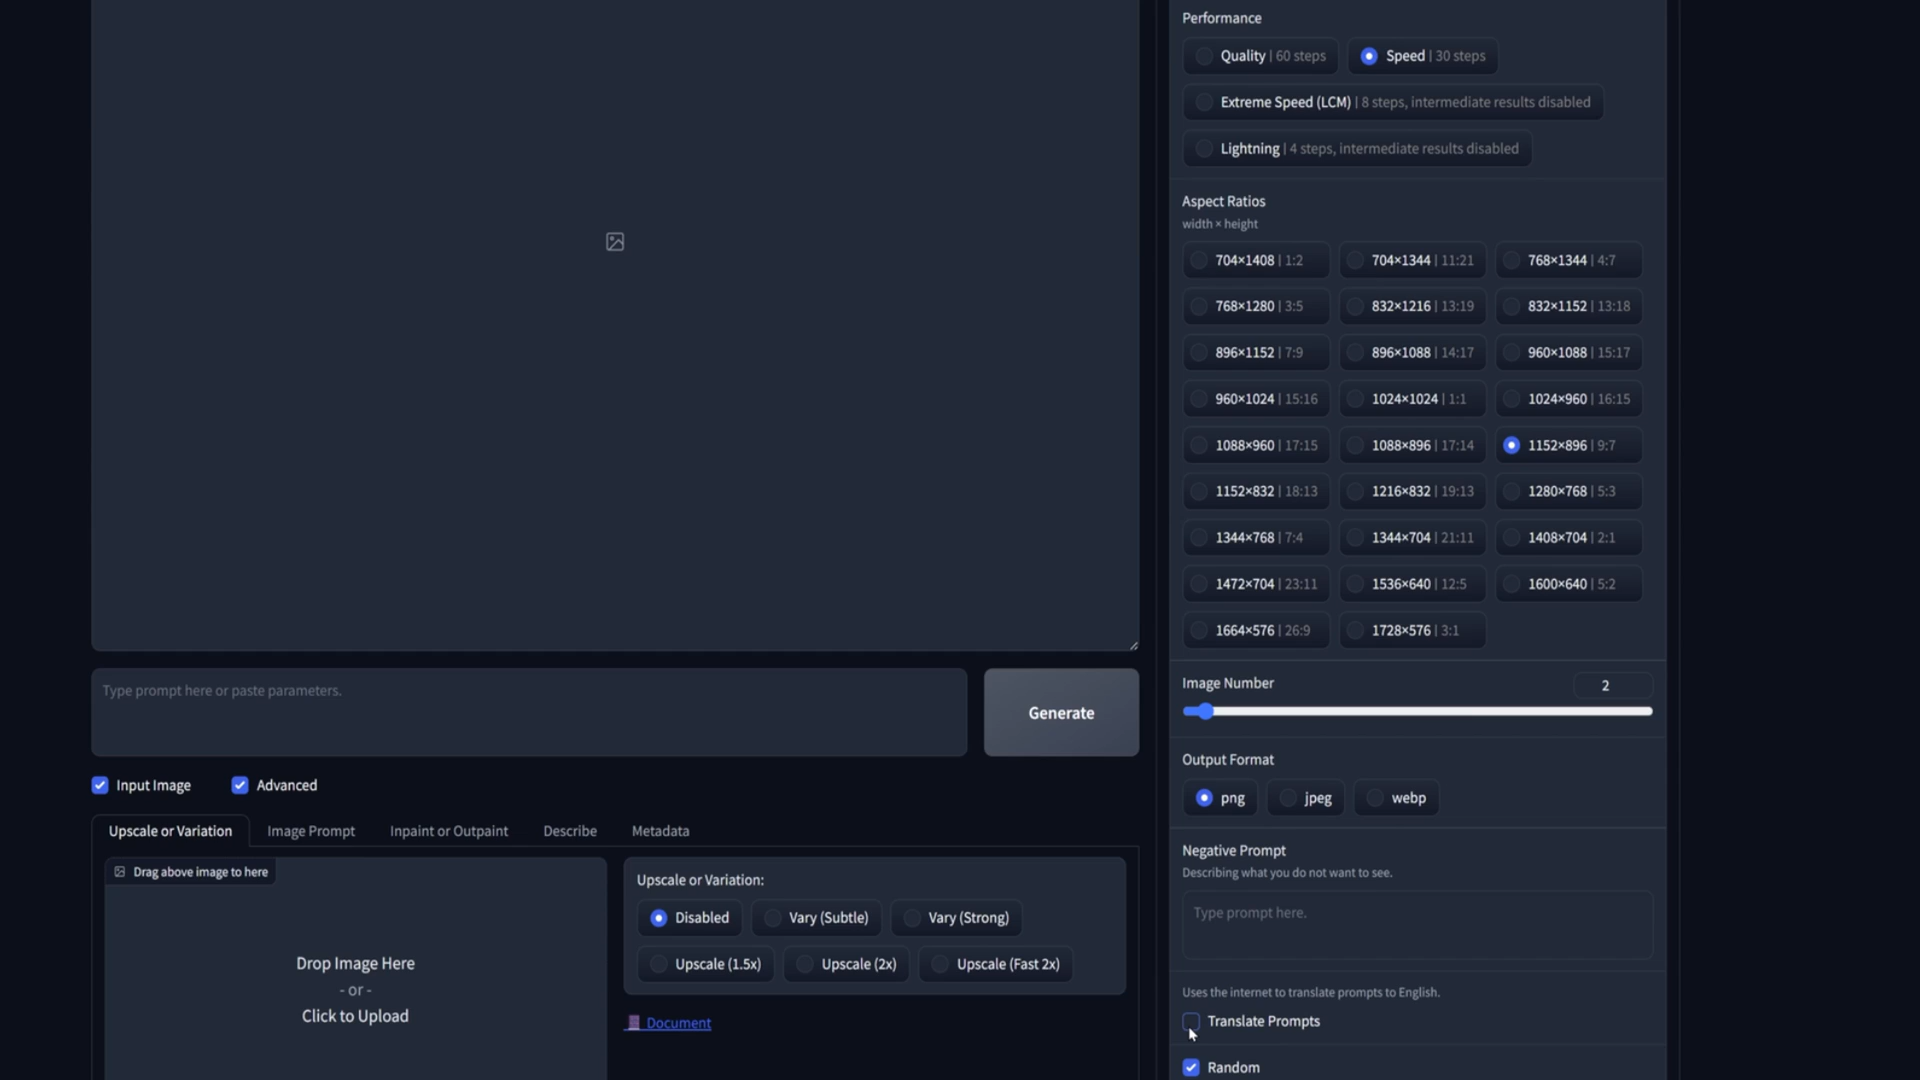 Performance
Quality | 60 steps
Speed | 30 steps
Extreme Speed (LCM) | 8 steps, intermediate results disabled
Lightning | 4 steps, intermediate results disabled
Aspect Ratios
width × height
704×1408 | 1:2
704×1344 | 11:21
768×1344 | 4:7
768×1280 | 3:5
832×1216 | 13:19
832×1152 | 13:18
896×1152 | 7:9
896×1088 | 14:17
960×1088 | 15:17
960×1024 | 15:16
1024×1024 | 1:1
1024×960 | 16:15
1088×960 | 17:15
1088×896 | 17:14
1152×896 | 9:7
1152×832 | 18:13
1216×832 | 19:13
1280×768 | 5:3
1344×768 | 7:4
1344×704 | 21:11
1408×704 | 2:1
1472×704 | 23:11
1536×640 | 12:5
1600×640 | 5:2
1664×576 | 26:9
1728×576 | 3:1
Image Number
2
Output Format
png
jpeg
webp
Negative Prompt
Describing what you do not want to see.
Type prompt here.
Uses the internet to translate prompts to English.
Translate Prompts
Random
Type prompt here or paste parameters.
Generate
Input Image
Advanced
Upscale or Variation
Image Prompt
Inpaint or Outpaint
Describe
Metadata
Drag above image to here
Drop Image Here
- or -
Click to Upload
Upscale or Variation:
Disabled
Vary (Subtle)
Vary (Strong)
Upscale (1.5x)
Upscale (2x)
Upscale (Fast 2x)
Document